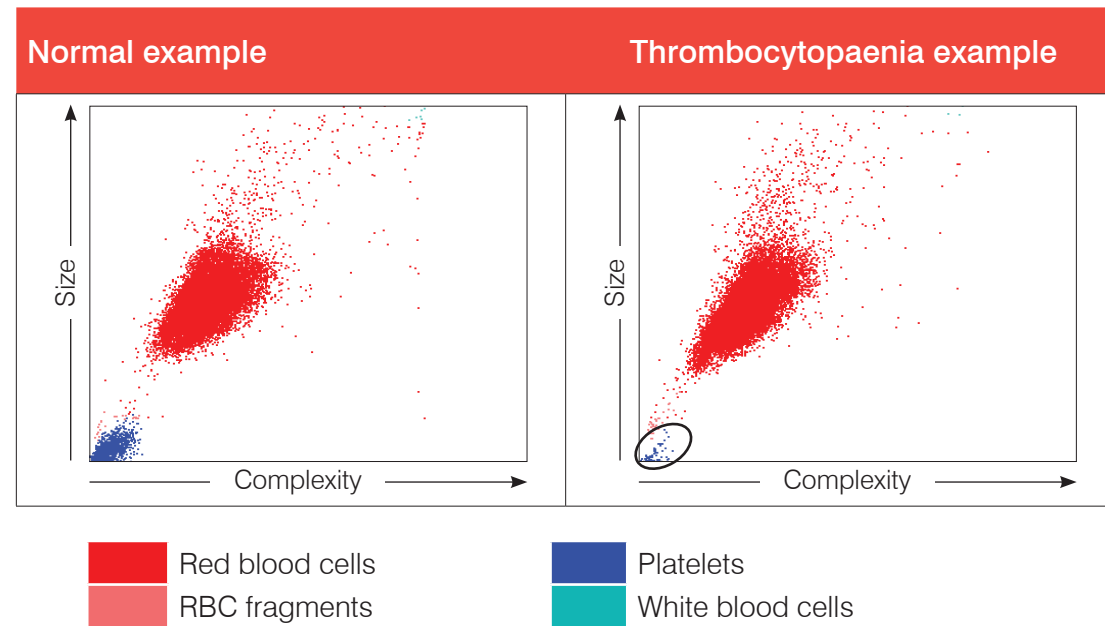 Normal example
Thrombocytopaenia example
Size
Complexity
Size
Complexity
Red blood cells
RBC fragments
Platelets
White blood cells